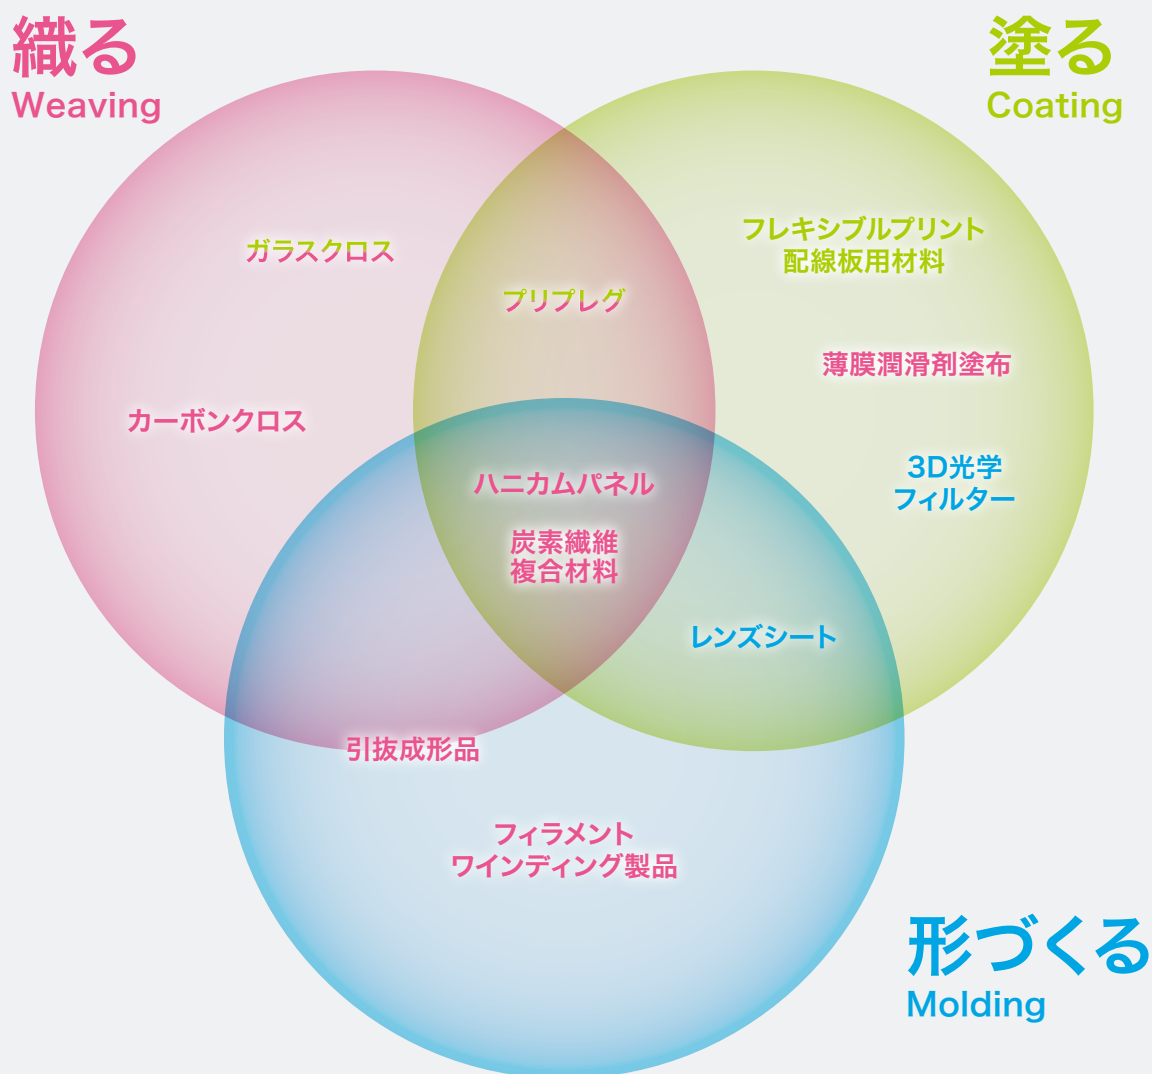 織る
Weaving
塗る
Coating
ガラスクロス
フレキシブルプリント
配線板用材料
プリプレグ
薄膜潤滑剤塗布
カーボンクロス
3D光学
フィルター
ハニカムパネル
炭素繊維
複合材料
レンズシート
引抜成形品
フィラメント
ワインディング製品
形づくる
Molding